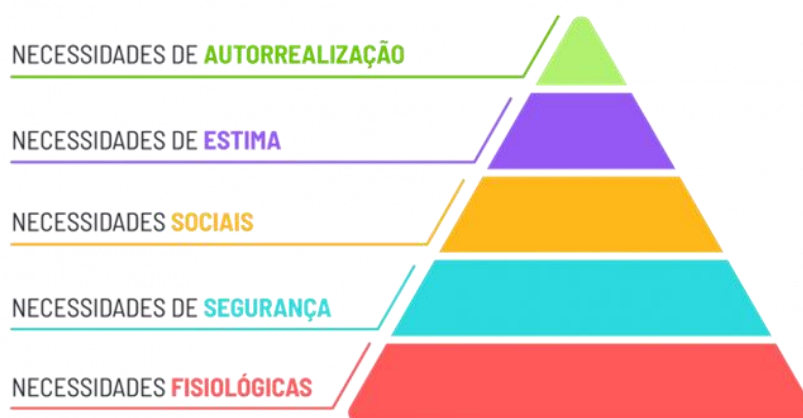 NECESSIDADES DE AUTORREALIZAÇÃO
NECESSIDADES DE ESTIMA
NECESSIDADES SOCIAIS
NECESSIDADES DE SEGURANÇA
NECESSIDADES FISIOLÓGICAS